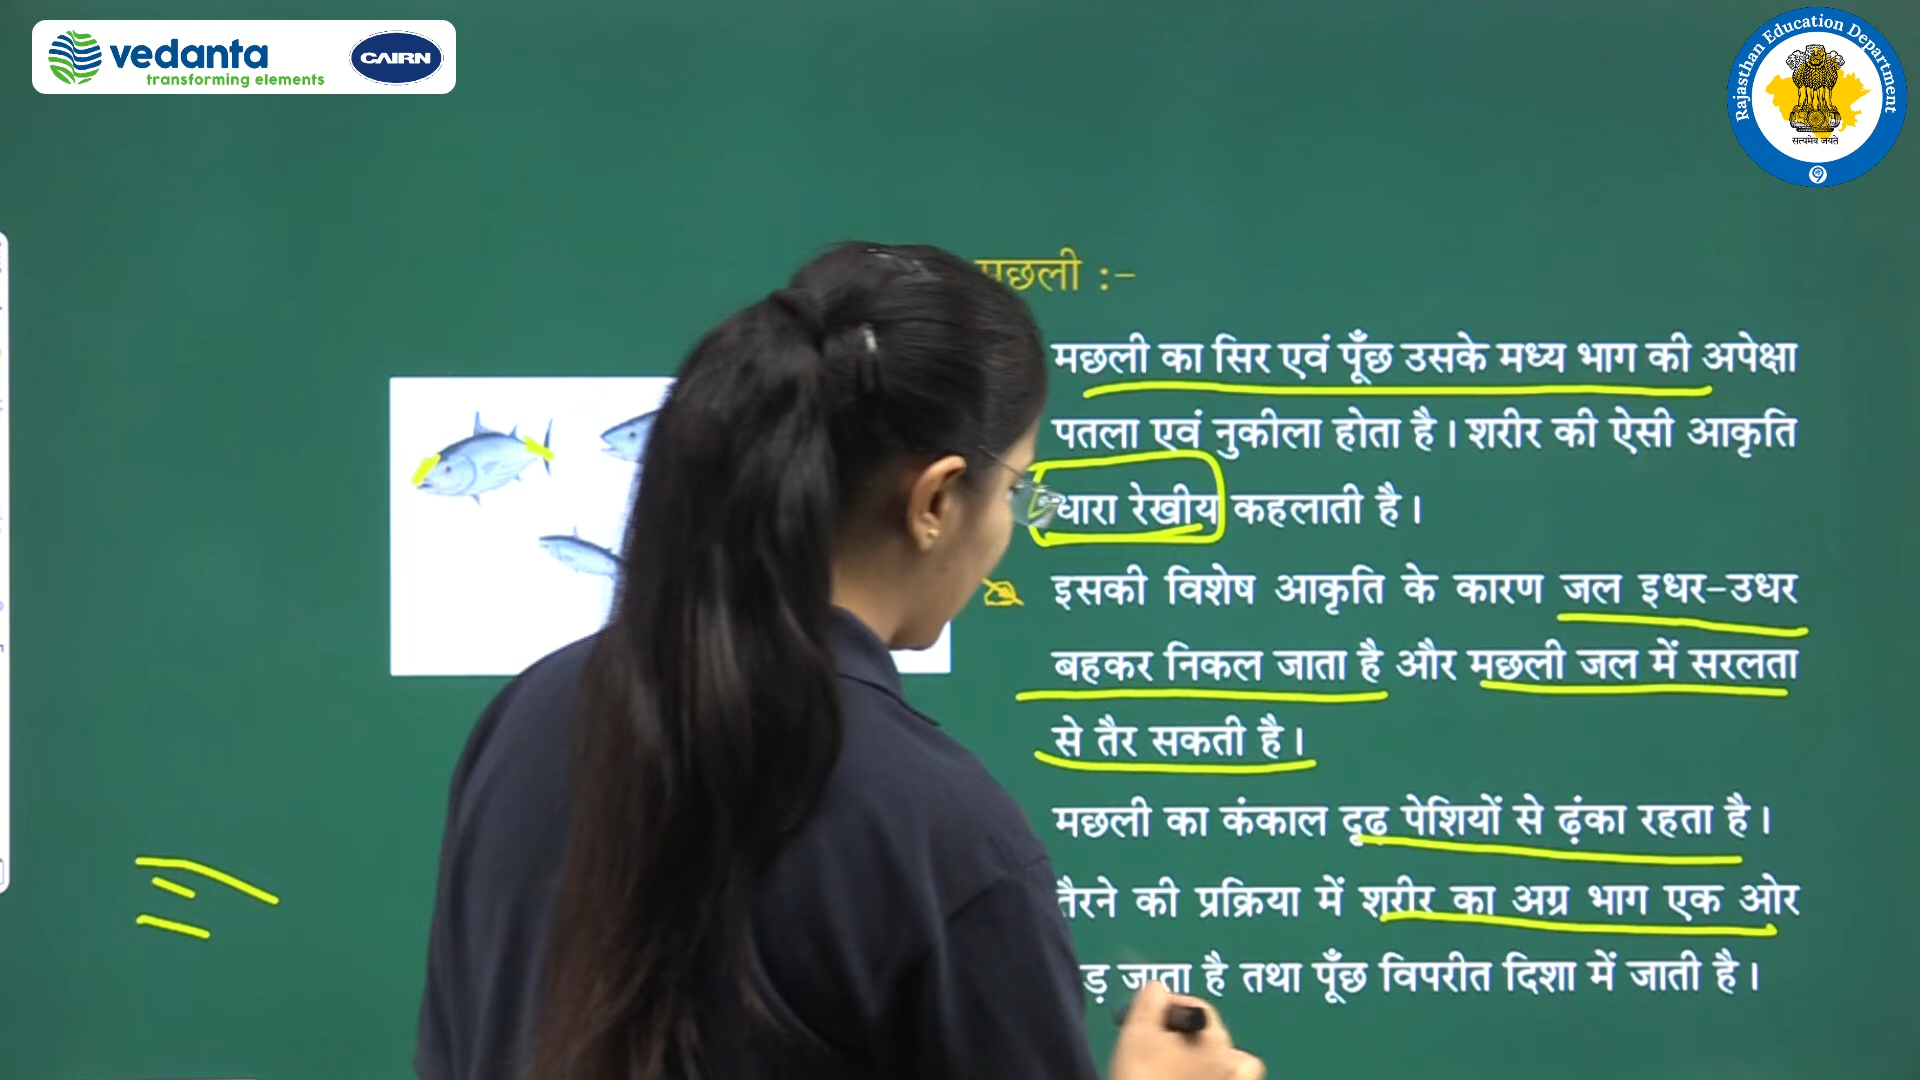 vedanta
transforming elements
CAIRN
Rajasthan Education Department
सत्यमेव जयते
मछली :-
मछली का सिर एवं पूँछ उसके मध्य भाग की अपेक्षा
पतला एवं नुकीला होता है। शरीर की ऐसी आकृति
धारा रेखीय कहलाती है।
इसकी विशेष आकृति के कारण जल इधर-उधर
बहकर निकल जाता है और मछली जल में सरलता
से तैर सकती है।
मछली का कंकाल दृढ पेशियों से ढ़ंका रहता है।
तैरने की प्रक्रिया में शरीर का अग्र भाग एक ओर
जाता है तथा पूँछ विपरीत दिशा में जाती है।